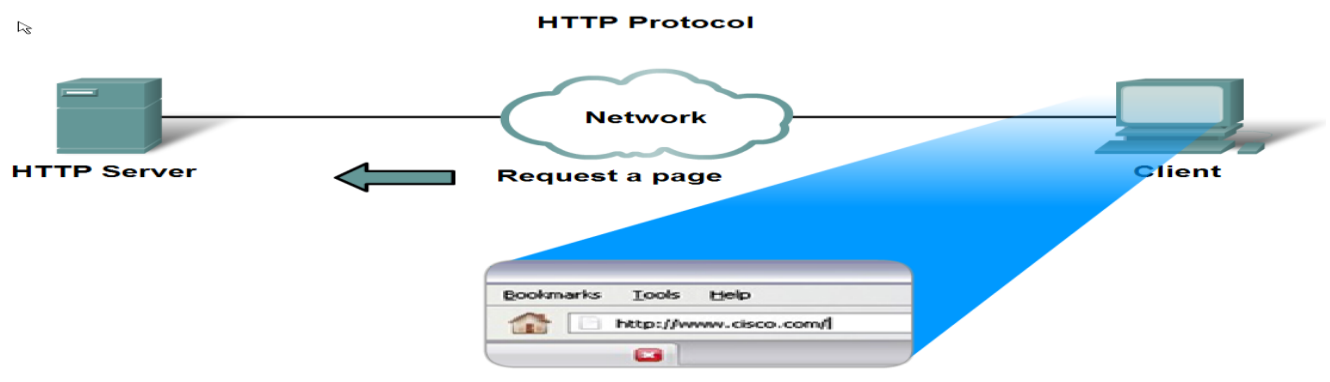 HTTP Protocol
Network
HTTP Server
Request a page
Client
Bookmarks Tools Help
http://www.cisco.com/